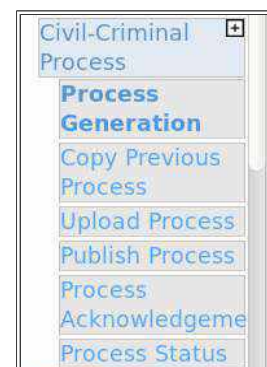 Civil-Criminal
Process
Process
Generation
Copy Previous
Process
Upload Process
Publish Process
Process
Acknowledgeme
Process Status